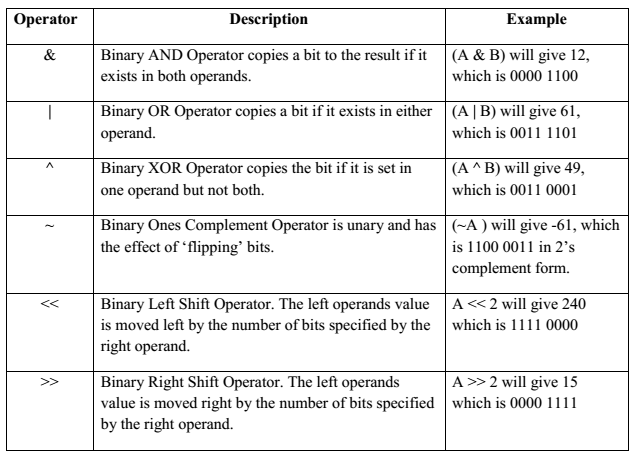 Operator Description Example
& Binary AND Operator copies a bit to the result if it (A & B) will give 12,
exists in both operands. which is 0000 1100
| Binary OR Operator copies a bit if it exists in either (A | B) will give 61,
operand. which is 0011 1101
^ Binary XOR Operator copies the bit if it is set in (A ^ B) will give 49,
one operand but not both. which is 0011 0001
~ Binary Ones Complement Operator is unary and has (~A ) will give -61, which
the effect of ‘flipping’ bits. is 1100 0011 in 2’s
complement form.
<< Binary Left Shift Operator. The left operands value A << 2 will give 240
is moved left by the number of bits specified by the which is 1111 0000
right operand.
>> Binary Right Shift Operator. The left operands A >> 2 will give 15
value is moved right by the number of bits specified which is 0000 1111
by the right operand.